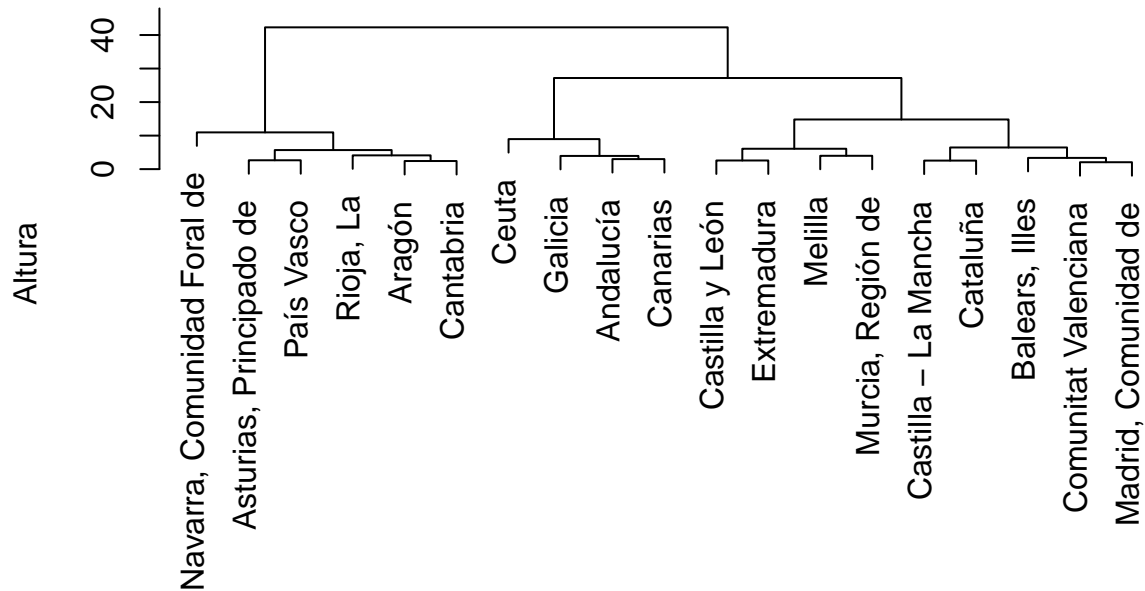 Altura
0
20
40
Navarra, Comunidad Foral de
Asturias, Principado de
País Vasco
Rioja, La
Aragón
Cantabria
Ceuta
Galicia
Andalucía
Canarias
Castilla y León
Extremadura
Melilla
Murcia, Región de
Castilla − La Mancha
Cataluña
Balears, Illes
Comunitat Valenciana
Madrid, Comunidad de